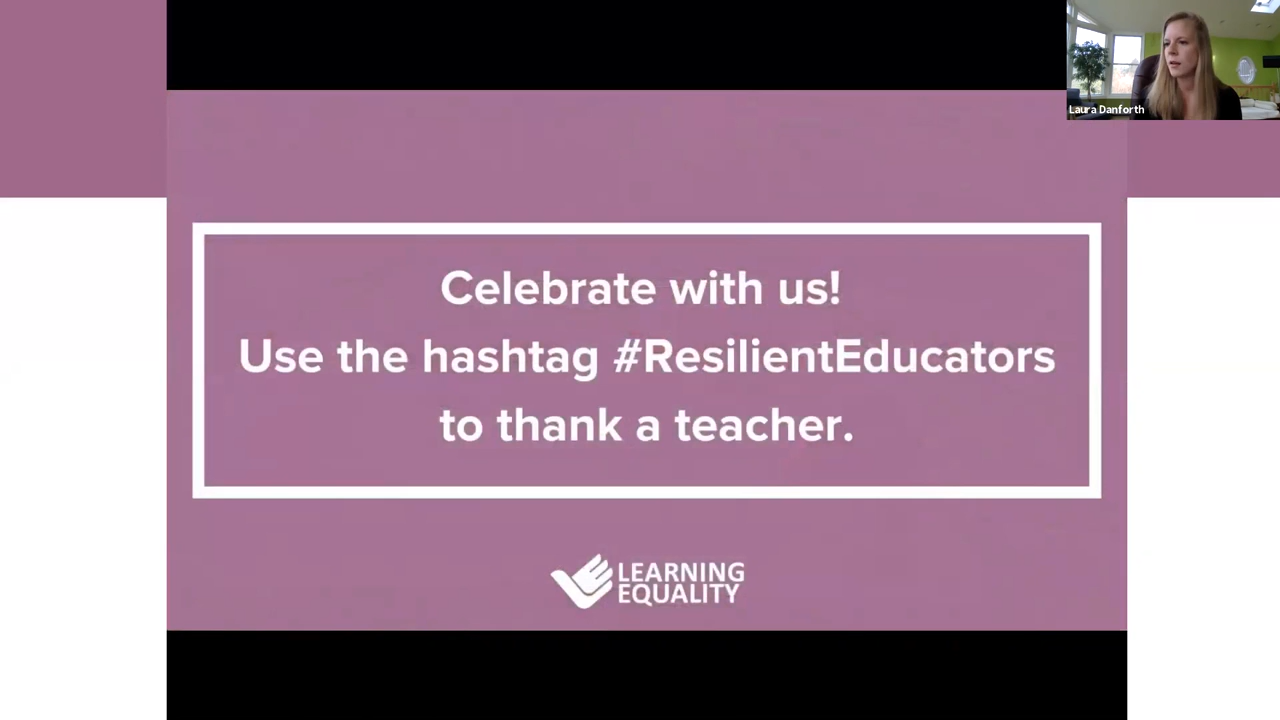 Laura Danforth
Celebrate with us!
Use the hashtag #ResilientEducators
to thank a teacher.
LEARNING
EQUALITY